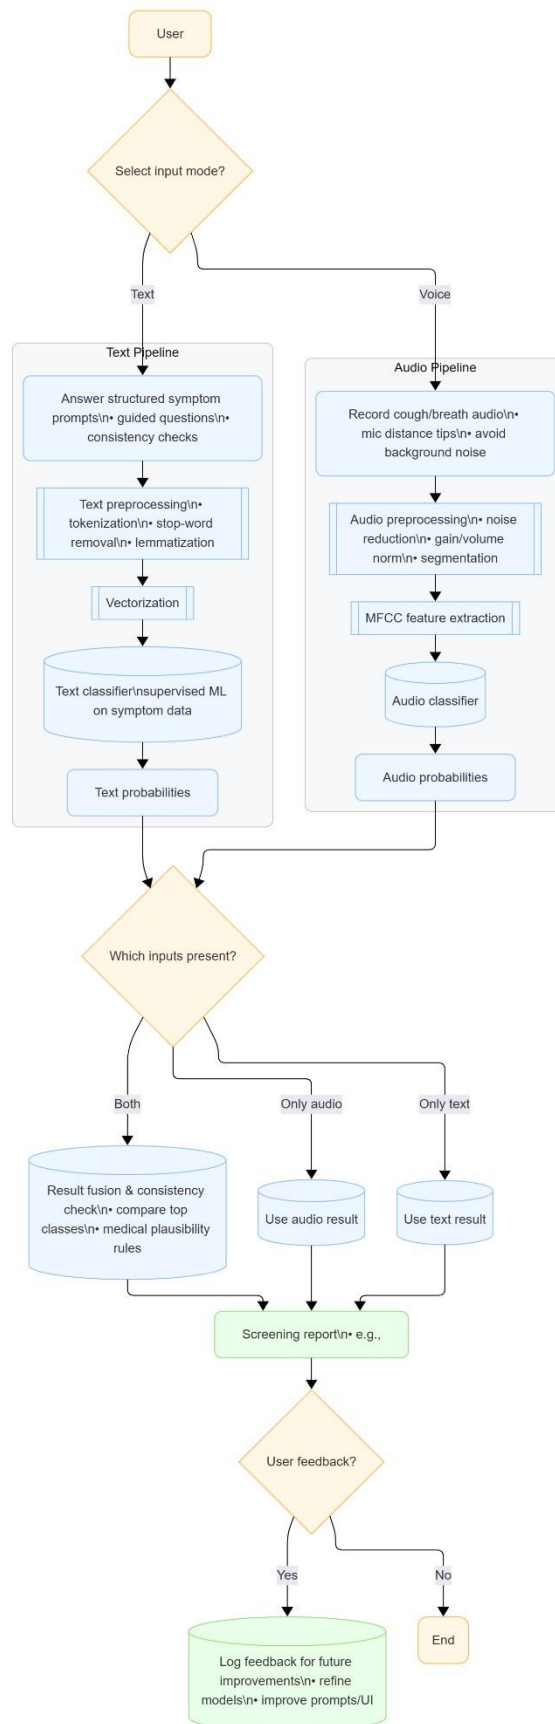 User
Select input mode?
Text
Voice
Text Pipeline
Answer structured symptom
prompts\n• guided questions\n•
consistency checks
Text preprocessing\n•
tokenization\n• stop-word
removal\n• lemmatization
Vectorization
Text classifier\nsupervised ML
on symptom data
Text probabilities
Audio Pipeline
Record cough/breath audio\n•
mic distance tips\n• avoid
background noise
Audio preprocessing\n• noise
reduction\n• gain/volume
norm\n• segmentation
MFCC feature extraction
Audio classifier
Audio probabilities
Which inputs present?
Both
Only audio
Only text
Result fusion & consistency
check\n• compare top
classes\n• medical plausibility
rules
Use audio result
Use text result
Screening report\n• e.g.,
User feedback?
Yes
No
Log feedback for future
improvements\n• refine
models\n• improve prompts/UI
End